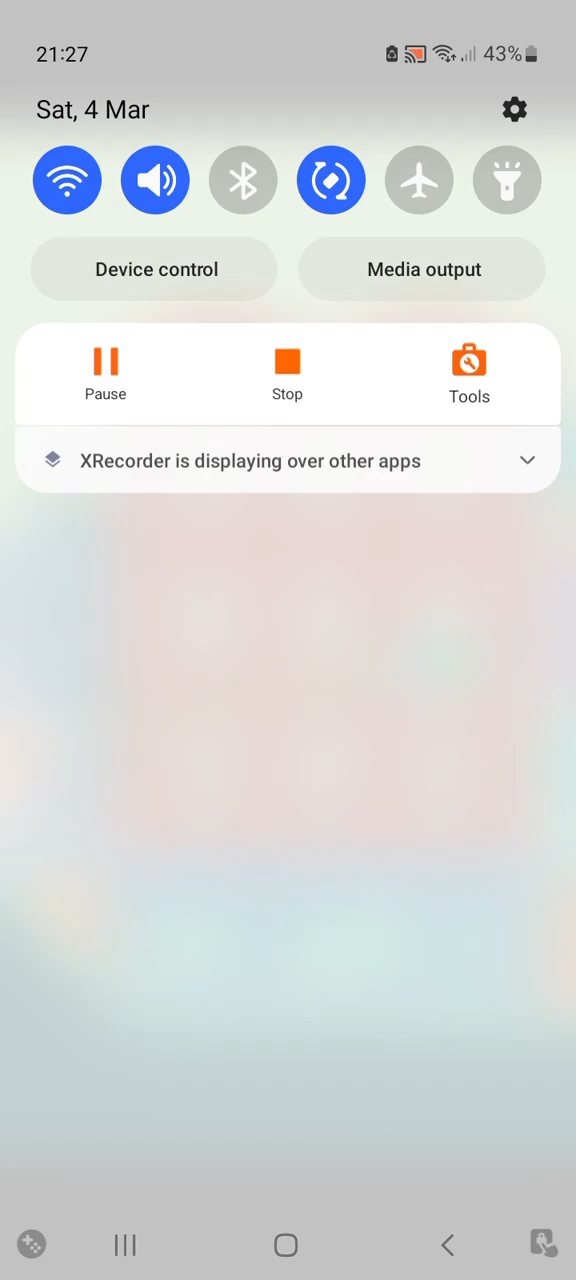 21:27 43%
Sat, 4 Mar
Device control Media output
Pause Stop Tools
XRecorder is displaying over other apps